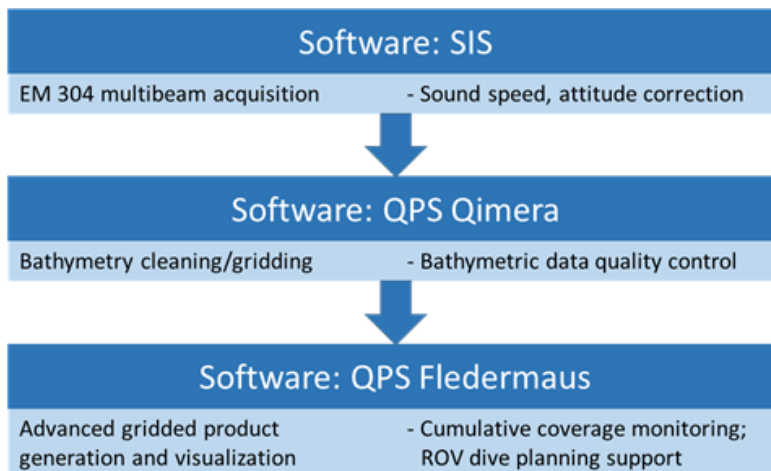 Software: SIS
EM 304 multibeam acquisition - Sound speed, attitude correction
Software: QPS Qimera
Bathymetry cleaning/gridding - Bathymetric data quality control
Software: QPS Fledermaus
Advanced gridded product - Cumulative coverage monitoring;
generation and visualization ROV dive planning support